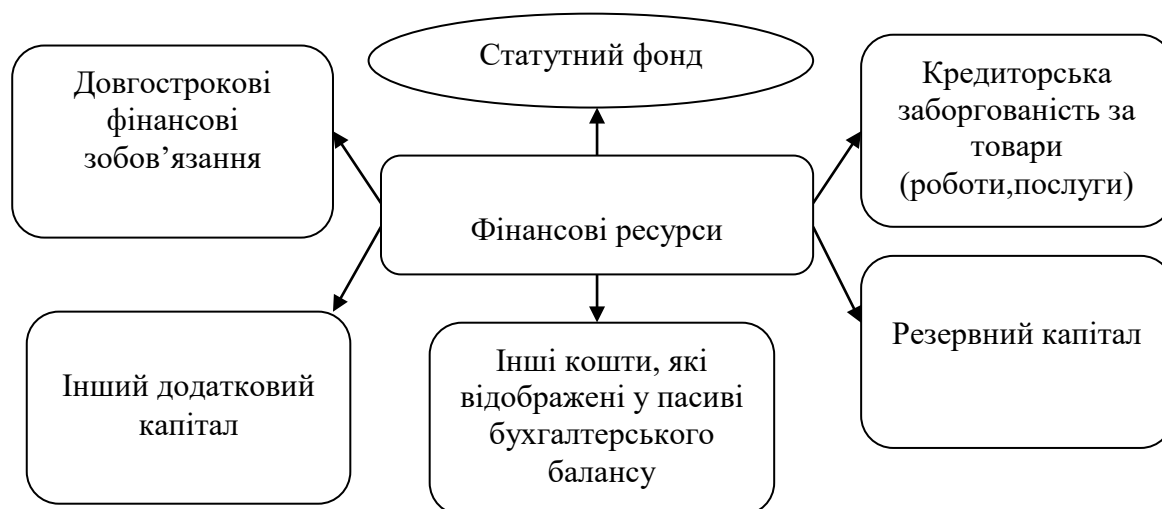 Статутний фонд
Довгострокові
фінансові
зобов’язання
Кредиторська
заборгованість за
товари
(роботи,послуги)
Фінансові ресурси
Інший додатковий
капітал
Інші кошти, які
відображені у пасиві
бухгалтерського
балансу
Резервний капітал